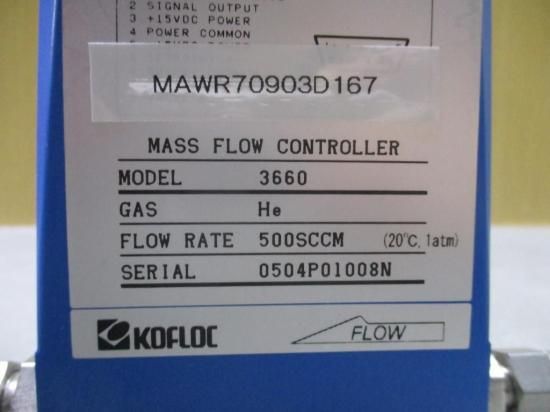 2 SIGNAL OUTPUT
3 +15VDC POWER
4 POWER COMMON
MAWR70903D167
MASS FLOW CONTROLLER
MODEL 3660
GAS He
FLOW RATE 500SCCM (20℃, 1atm)
SERIAL 0504P01008N
KOFLOC FLOW